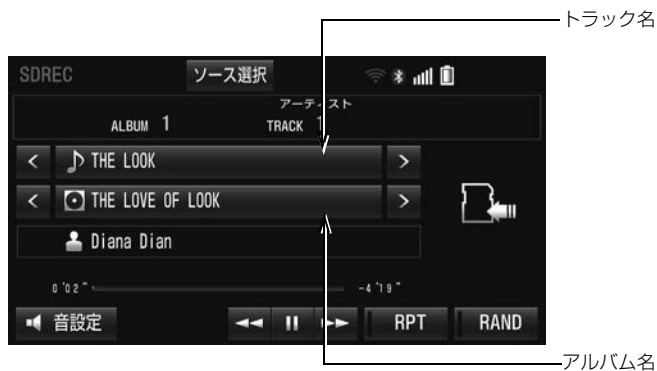 トラック名
SDREC ソース選択
アーティスト
ALBUM 1 TRACK 1
< THE LOOK >
< THE LOVE OF LOOK >
Diana Dian
0'02" -4'19"
音設定 RPT RAND
アルバム名